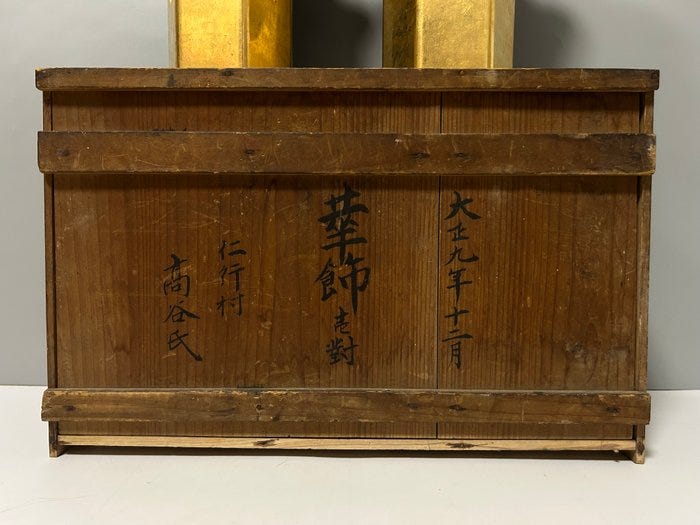 大正九年十二月
華飾壱對
仁行村
高谷氏